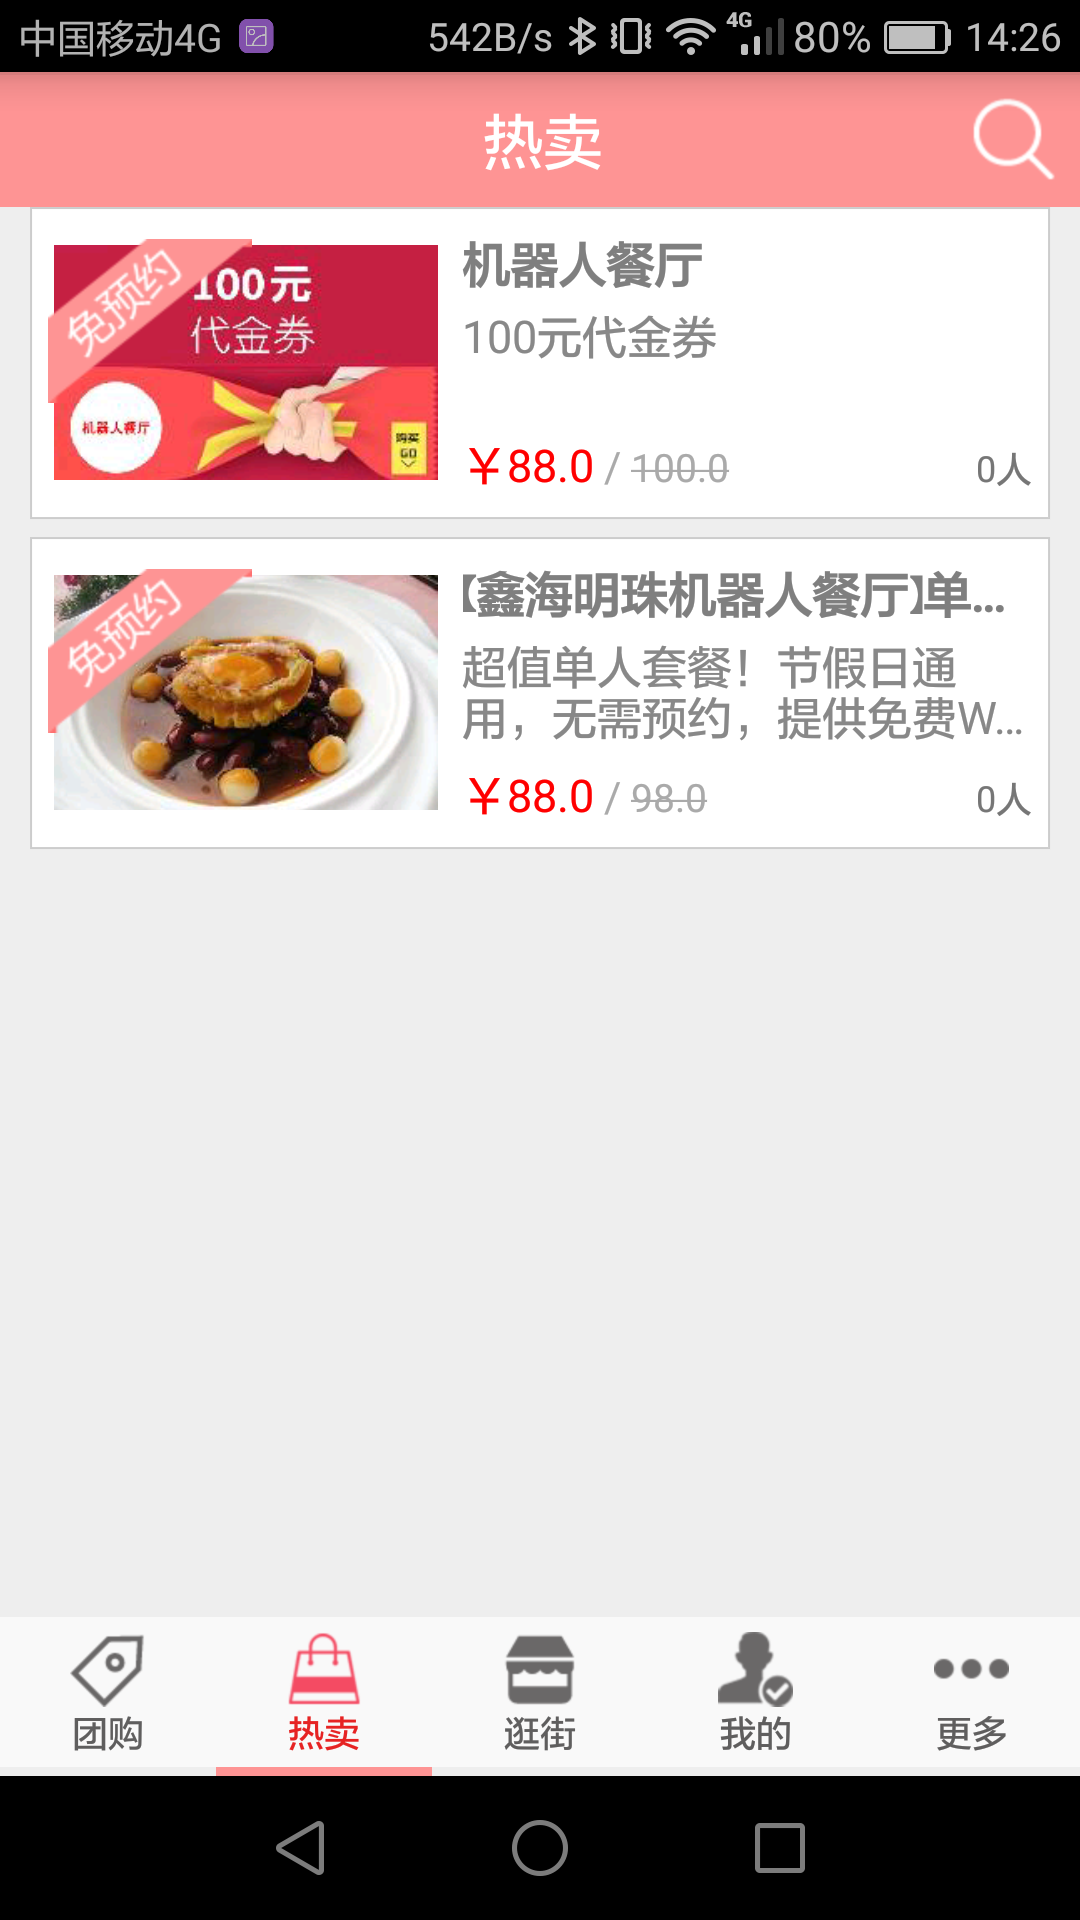 中国移动4G 542B/s 4G 80% 14:26
热卖
免预约
100元
代金券
机器人餐厅
购买
GO
机器人餐厅
100元代金券
￥88.0 / 100.0 0人
免预约
【鑫海明珠机器人餐厅】单...
超值单人套餐！节假日通
用，无需预约，提供免费W...
￥88.0 / 98.0 0人
团购 热卖 逛街 我的 更多